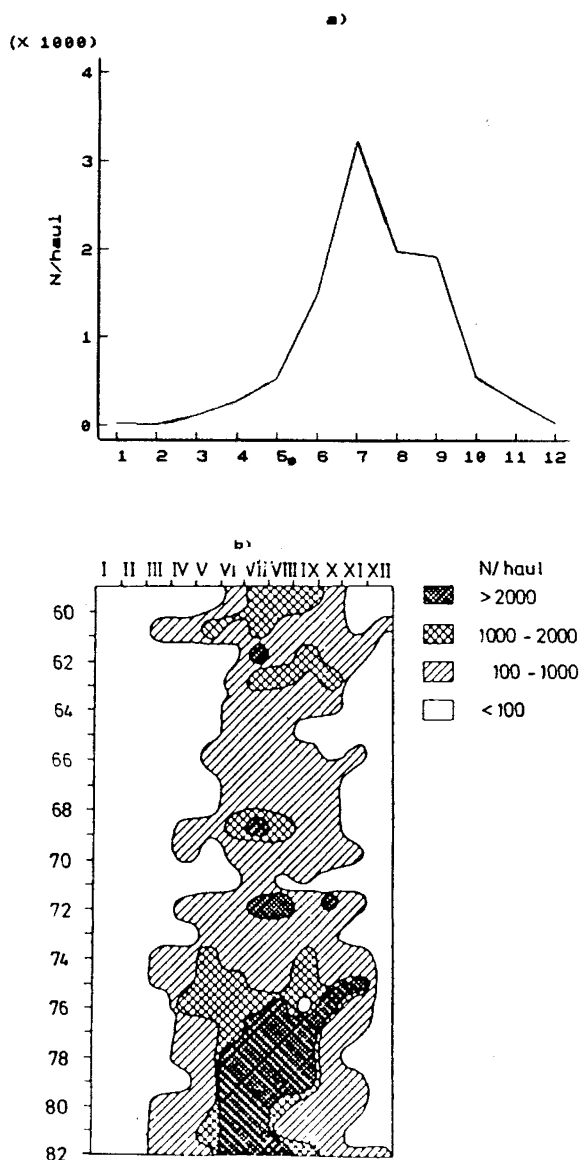 a)
(X 1000)
4
3
2
1
0
N/haul
1 2 3 4 5 6 7 8 9 10 11 12
b)
I II III IV V VI VII VIII IX X XI XII
60
62
64
66
68
70
72
74
76
78
80
82
N/haul
>2000
1000 - 2000
100 - 1000
<100